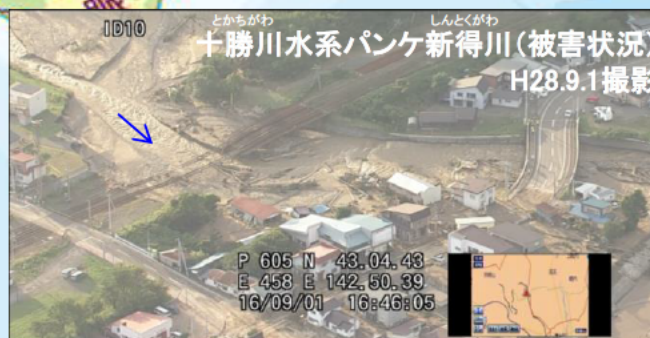 ID10
とかちがわ しんとくがわ
十勝川水系パンケ新得川(被害状況)
H28.9.1撮影
P 605 N 43.04.43
E 458 E 142.50.39
16/09/01 16:46:05